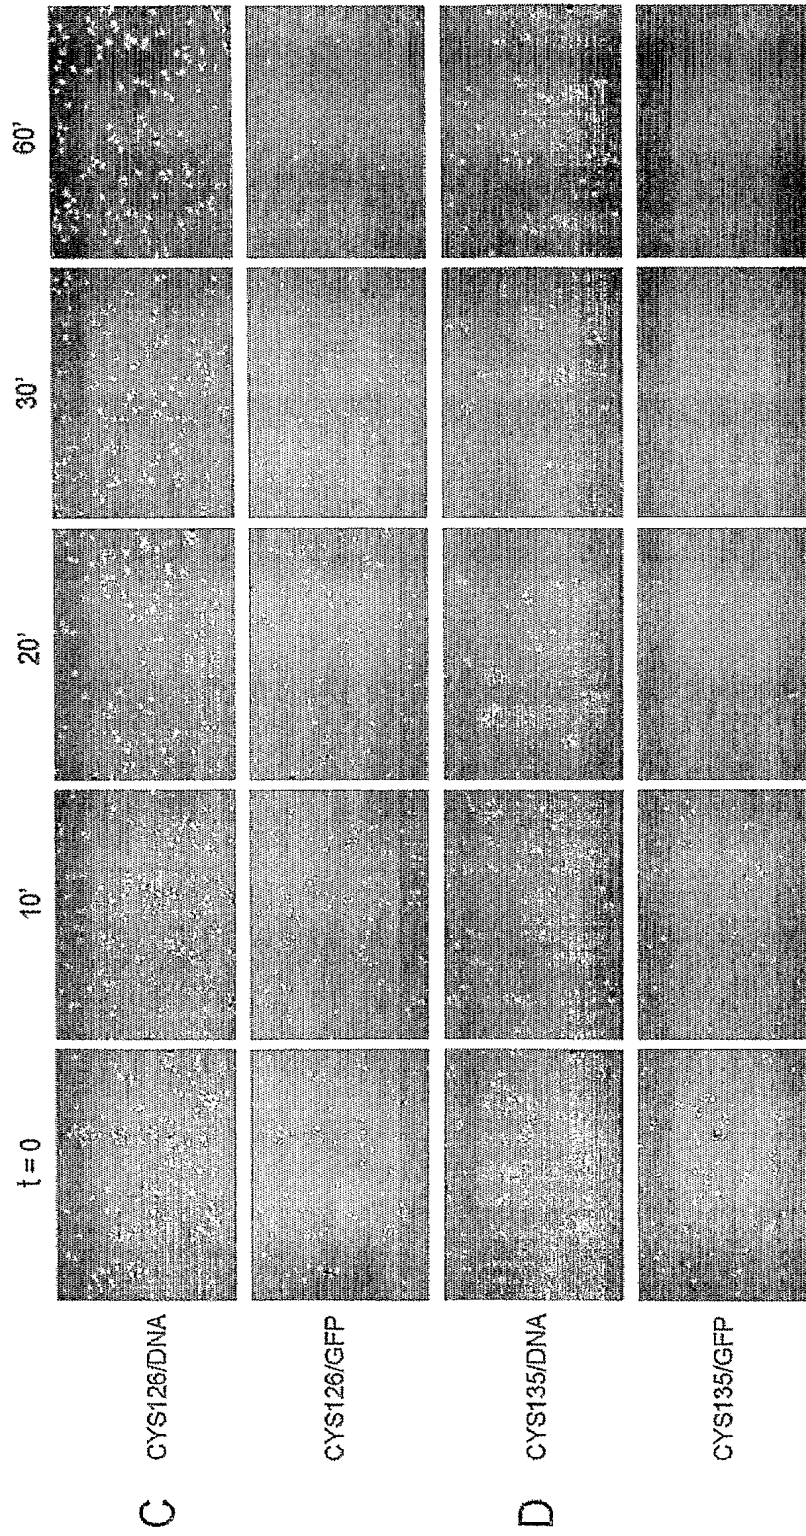 t = 0 10' 20' 30' 60'
C
CYS126/DNA
CYS126/GFP
D
CYS135/DNA
CYS135/GFP